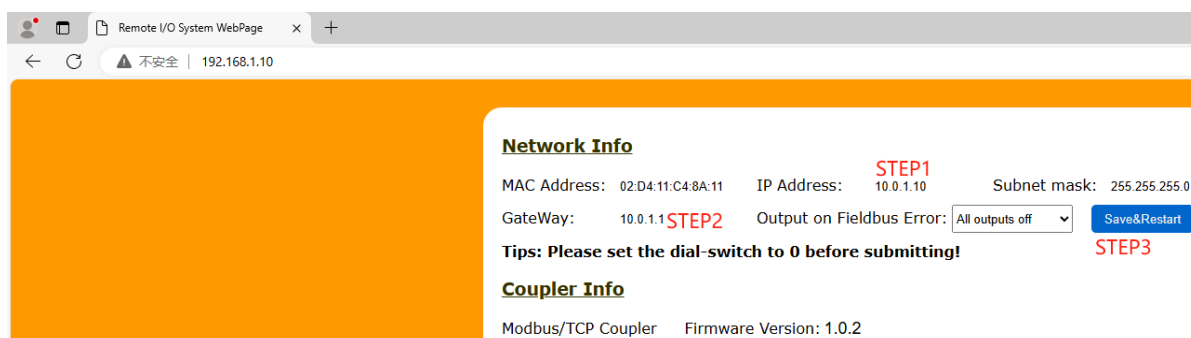 Remote I/O System WebPage
不安全 192.168.1.10
Network Info
STEP1
MAC Address: 02:D4:11:C4:8A:11 IP Address: 10.0.1.10 Subnet mask: 255.255.255.0
GateWay: 10.0.1.1 STEP2 Output on Fieldbus Error: All outputs off Save&Restart
STEP3
Tips: Please set the dial-switch to 0 before submitting!
Coupler Info
Modbus/TCP Coupler Firmware Version: 1.0.2